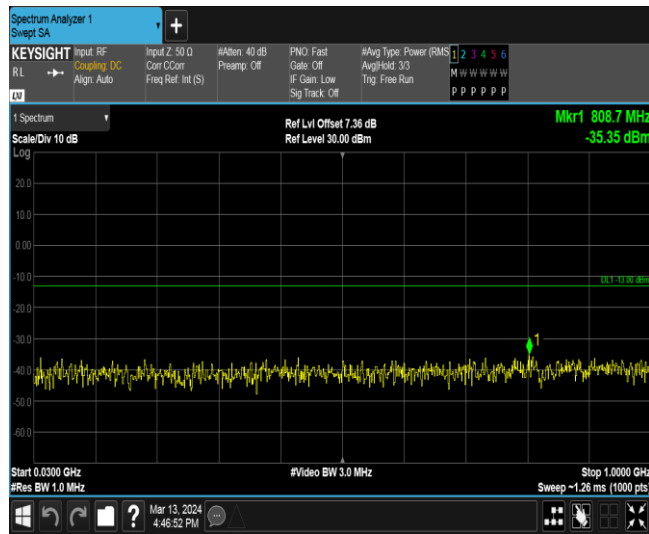 Spectrum Analyzer 1
Swept SA
+
KEYSIGHT
RL
LXI
Input: RF
Coupling: DC
Align: Auto
Input Z: 50 Ω
Corr CCorr
Freq Ref: Int (S)
#Atten: 40 dB
Preamp: Off
PNO: Fast
Gate: Off
IF Gain: Low
Sig Track: Off
#Avg Type: Power (RMS
Avg|Hold: 3/3
Trig: Free Run
1 2 3 4 5 6
M W W W W W
P P P P P P
1 Spectrum
Scale/Div 10 dB
Ref Lvl Offset 7.36 dB
Ref Level 30.00 dBm
Mkr1 808.7 MHz
-35.35 dBm
Log
20.0
10.0
0.00
-10.0
DL1 -13.00 dBm
-20.0
-30.0
1
-40.0
-50.0
-60.0
Start 0.0300 GHz
#Video BW 3.0 MHz
Stop 1.0000 GHz
#Res BW 1.0 MHz
Sweep ~1.26 ms (1000 pts)
?
Mar 13, 2024
4:46:52 PM